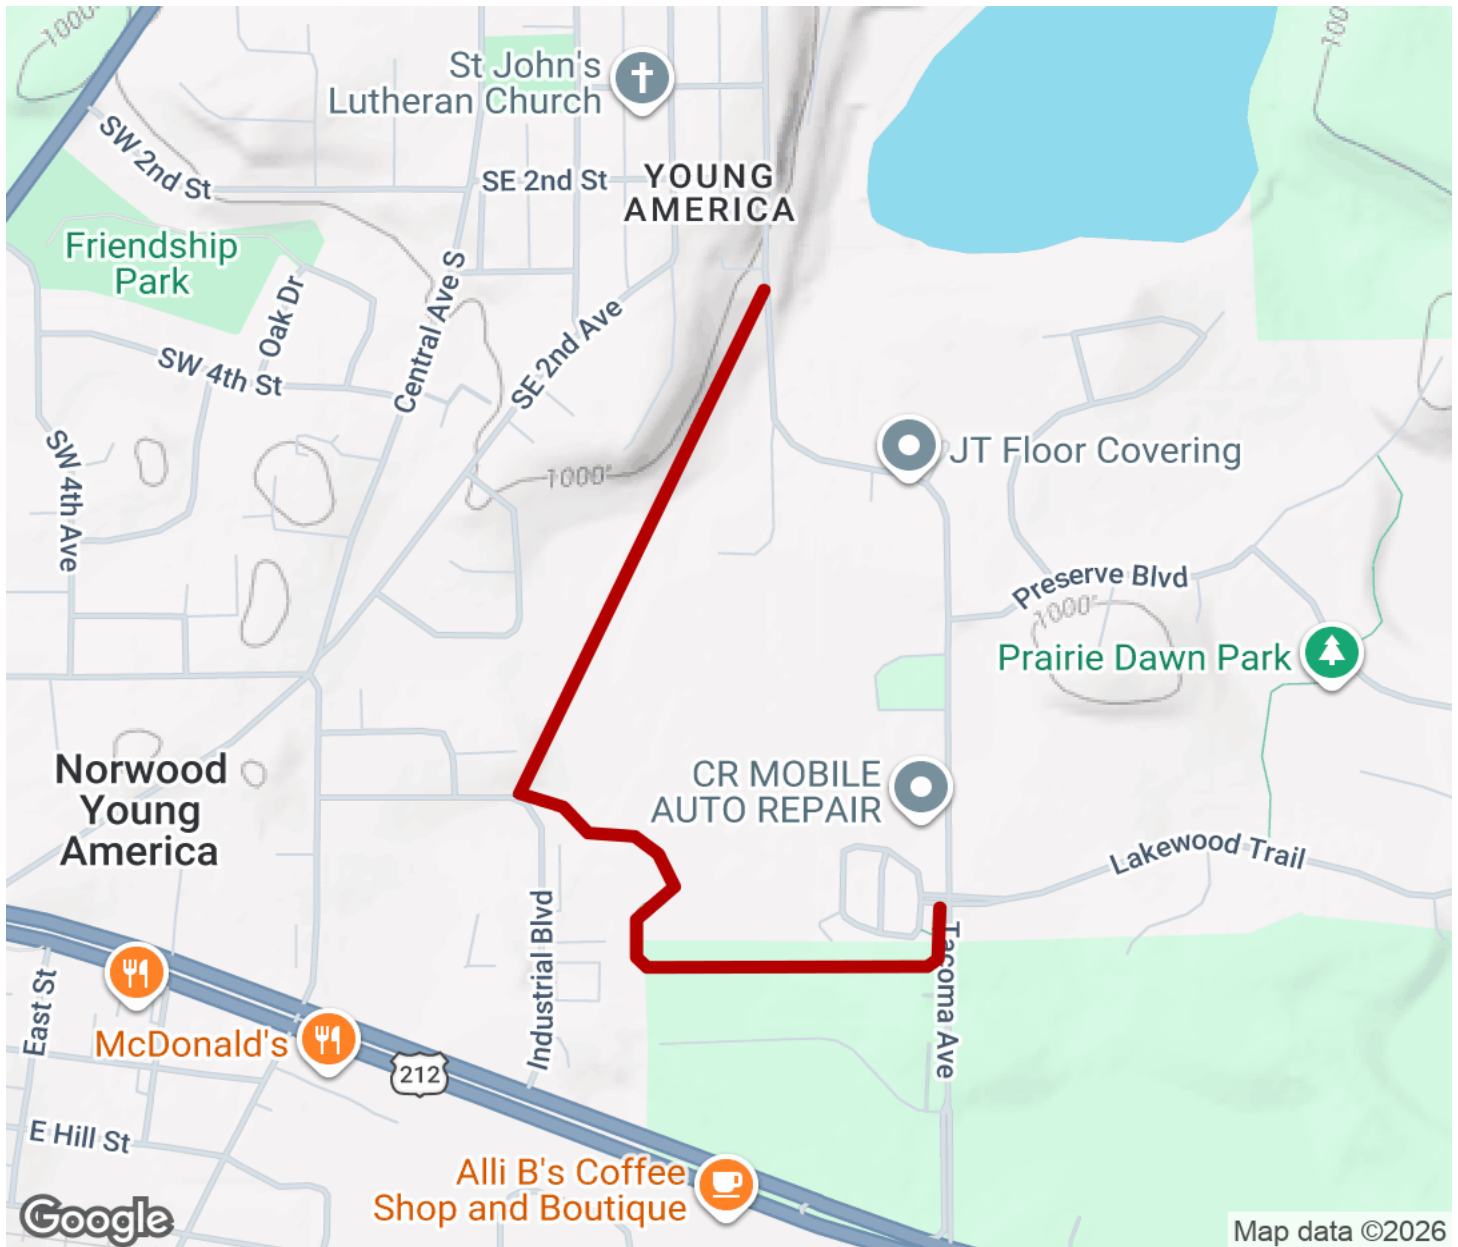 1000'
St John's
Lutheran Church
SW 2nd St
SE 2nd St
YOUNG
AMERICA
Friendship
Park
Oak Dr
Central Ave S
SE 2nd Ave
SW 4th St
SW 4th Ave
1000'
JT Floor Covering
Preserve Blvd
1000'
Prairie Dawn Park
Norwood
Young
America
CR MOBILE
AUTO REPAIR
Lakewood Trail
Industrial Blvd
Tacoma Ave
East St
McDonald's
212
E Hill St
Alli B's Coffee
Shop and Boutique
Google
Map data ©2026